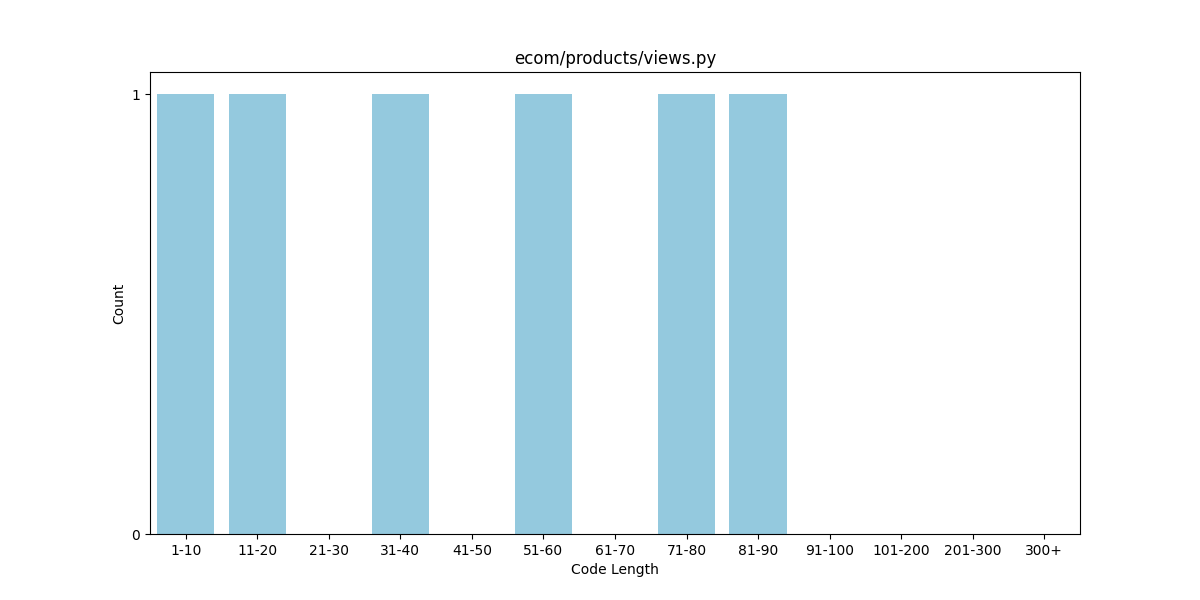 ecom/products/views.py
1
Count
0
1-10 11-20 21-30 31-40 41-50 51-60 61-70 71-80 81-90 91-100 101-200 201-300 300+
Code Length